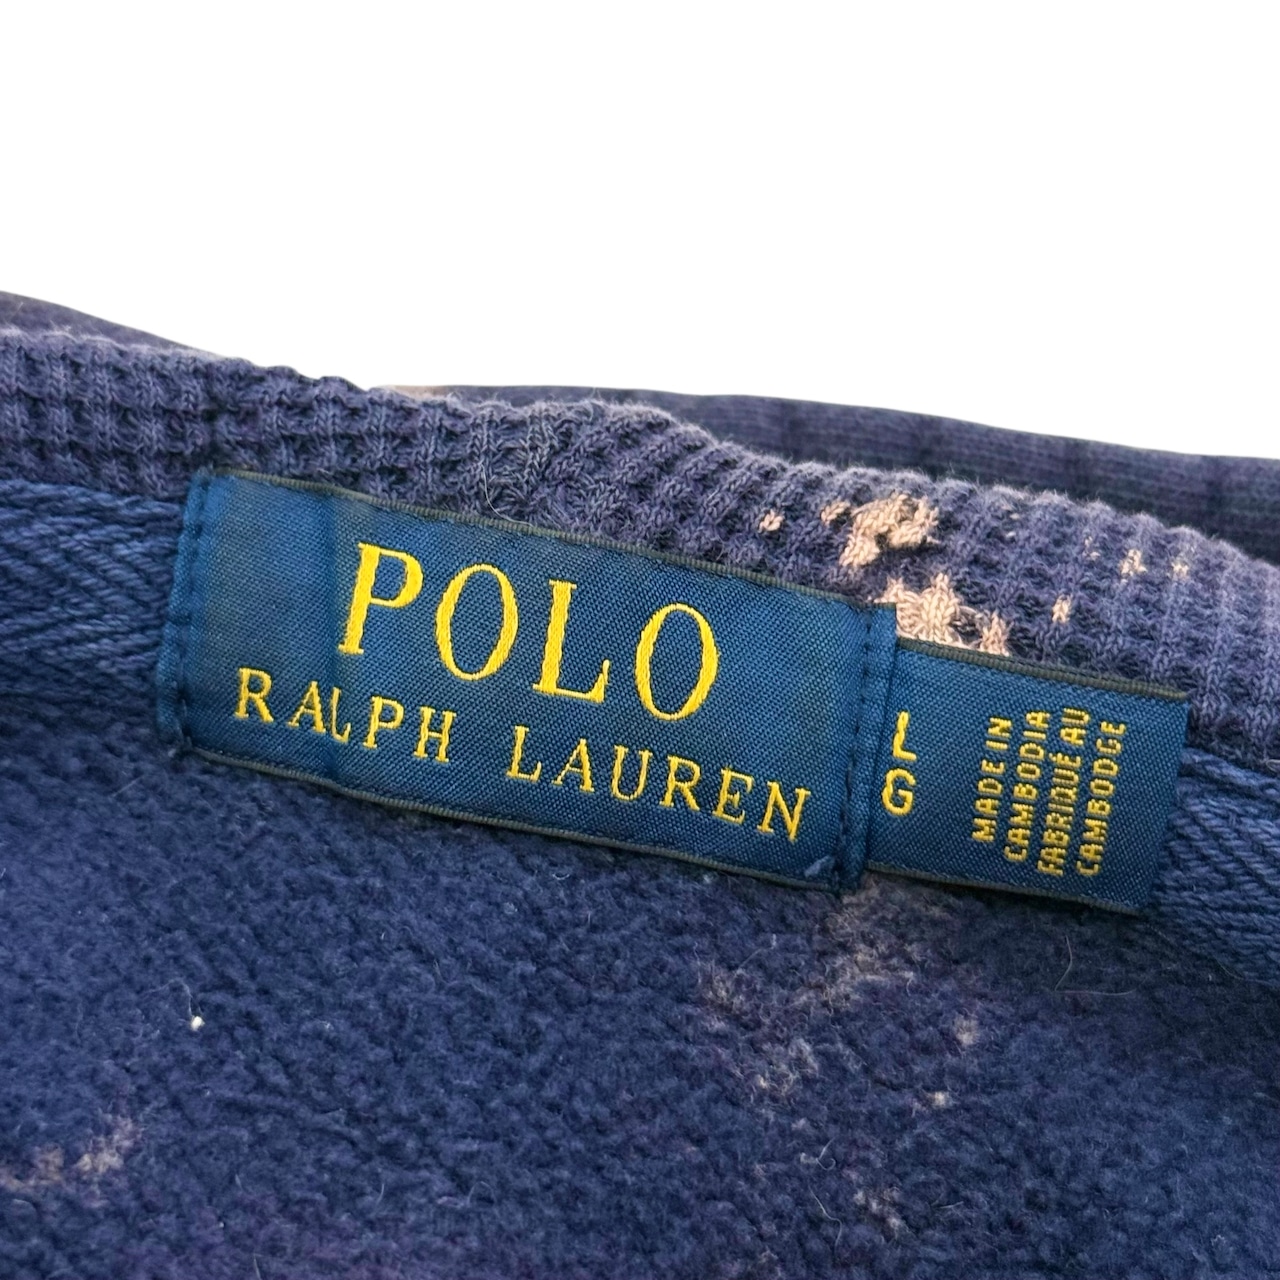 POLO
RALPH LAUREN
L
G
MADE IN
CAMBODIA
FABRIQUÉ AU
CAMBODGE